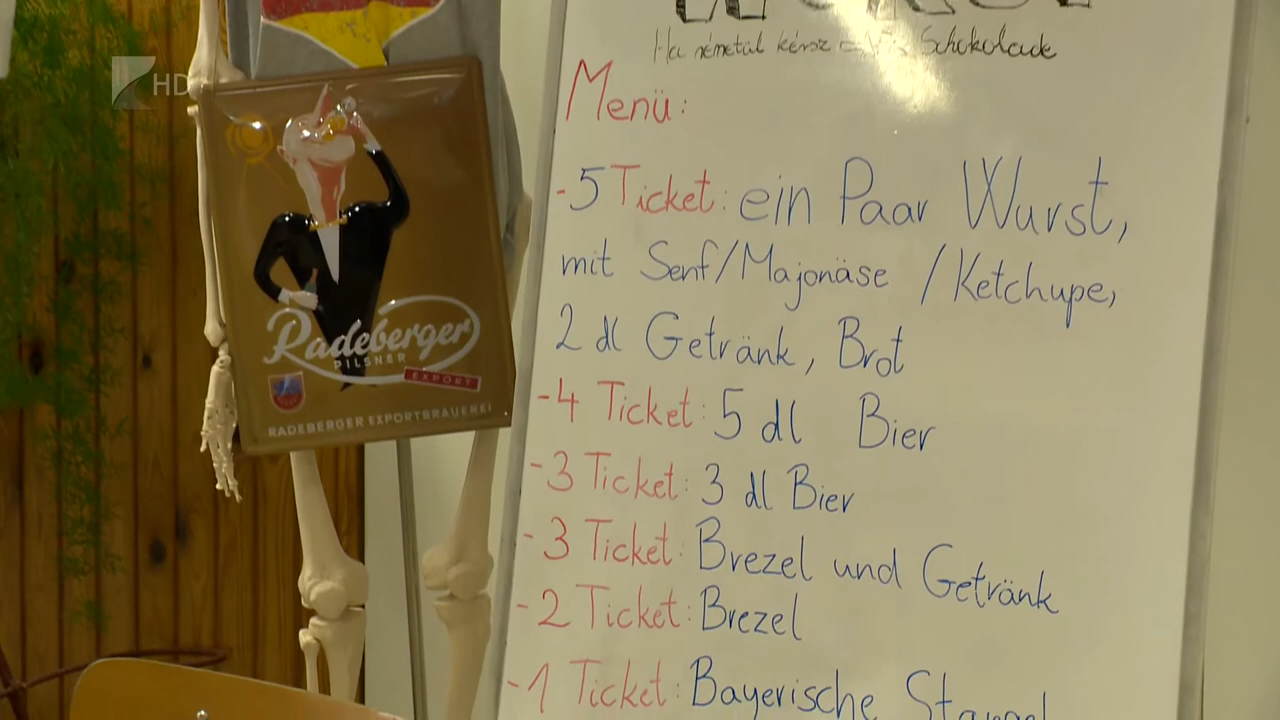 HD
Radeberger
PILSNER
EXPORT
RADEBERGER EXPORTBRAUEREI
Ha németül kérsz Schokolade
Menü:
-5 Ticket: ein Paar Wurst,
mit Senf/Majonäse /Ketchupe,
2 dl Getränk, Brot
-4 Ticket: 5 dl Bier
-3 Ticket: 3 dl Bier
-3 Ticket: Brezel und Getränk
-2 Ticket: Brezel
-1 Ticket: Bayerische Stangel